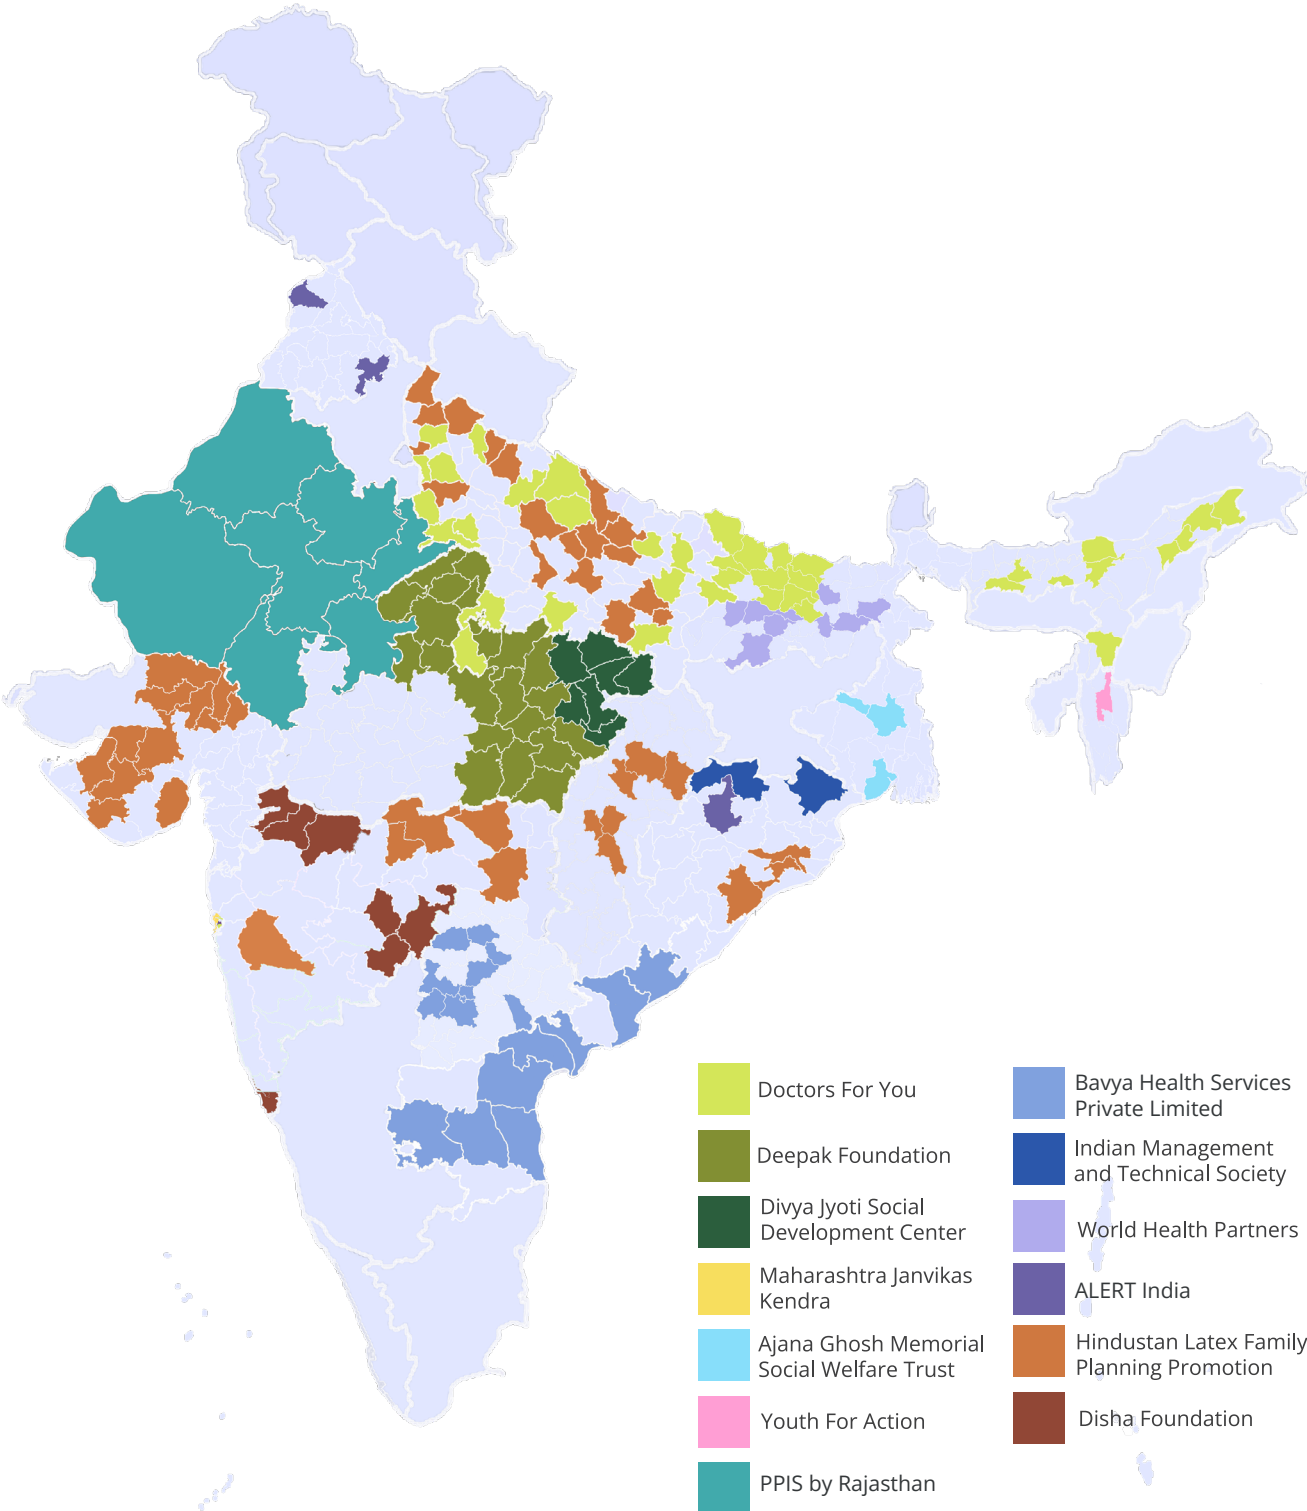 Doctors For You
Deepak Foundation
Divya Jyoti Social
Development Center
Maharashtra Janvikas
Kendra
Ajana Ghosh Memorial
Social Welfare Trust
Youth For Action
PPIS by Rajasthan
Bavya Health Services
Private Limited
Indian Management
and Technical Society
World Health Partners
ALERT India
Hindustan Latex Family
Planning Promotion
Disha Foundation